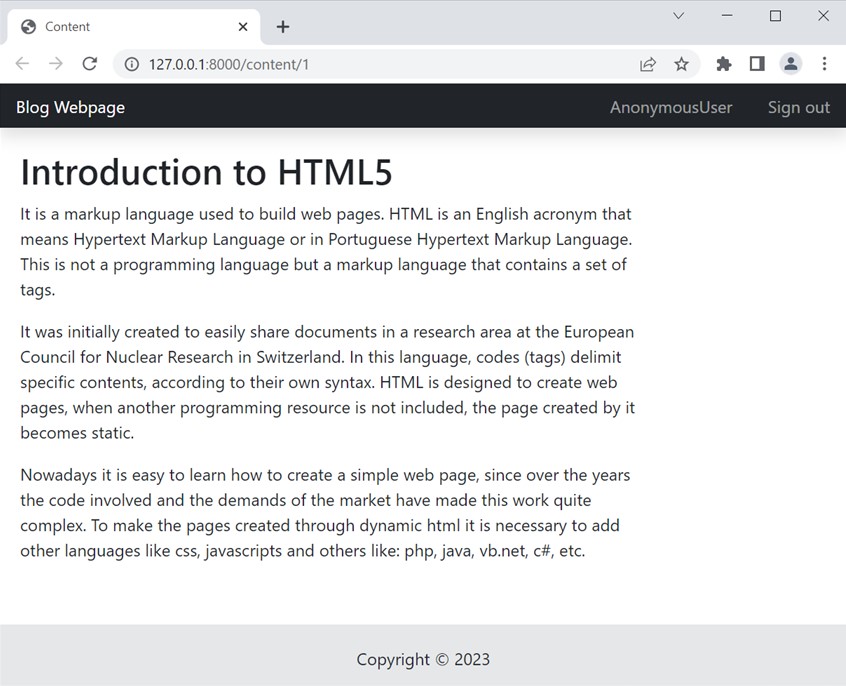 Content
127.0.0.1:8000/content/1
Blog Webpage AnonymousUser Sign out
Introduction to HTML5
It is a markup language used to build web pages. HTML is an English acronym that
means Hypertext Markup Language or in Portuguese Hypertext Markup Language.
This is not a programming language but a markup language that contains a set of
tags.
It was initially created to easily share documents in a research area at the European
Council for Nuclear Research in Switzerland. In this language, codes (tags) delimit
specific contents, according to their own syntax. HTML is designed to create web
pages, when another programming resource is not included, the page created by it
becomes static.
Nowadays it is easy to learn how to create a simple web page, since over the years
the code involved and the demands of the market have made this work quite
complex. To make the pages created through dynamic html it is necessary to add
other languages like css, javascripts and others like: php, java, vb.net, c#, etc.
Copyright © 2023